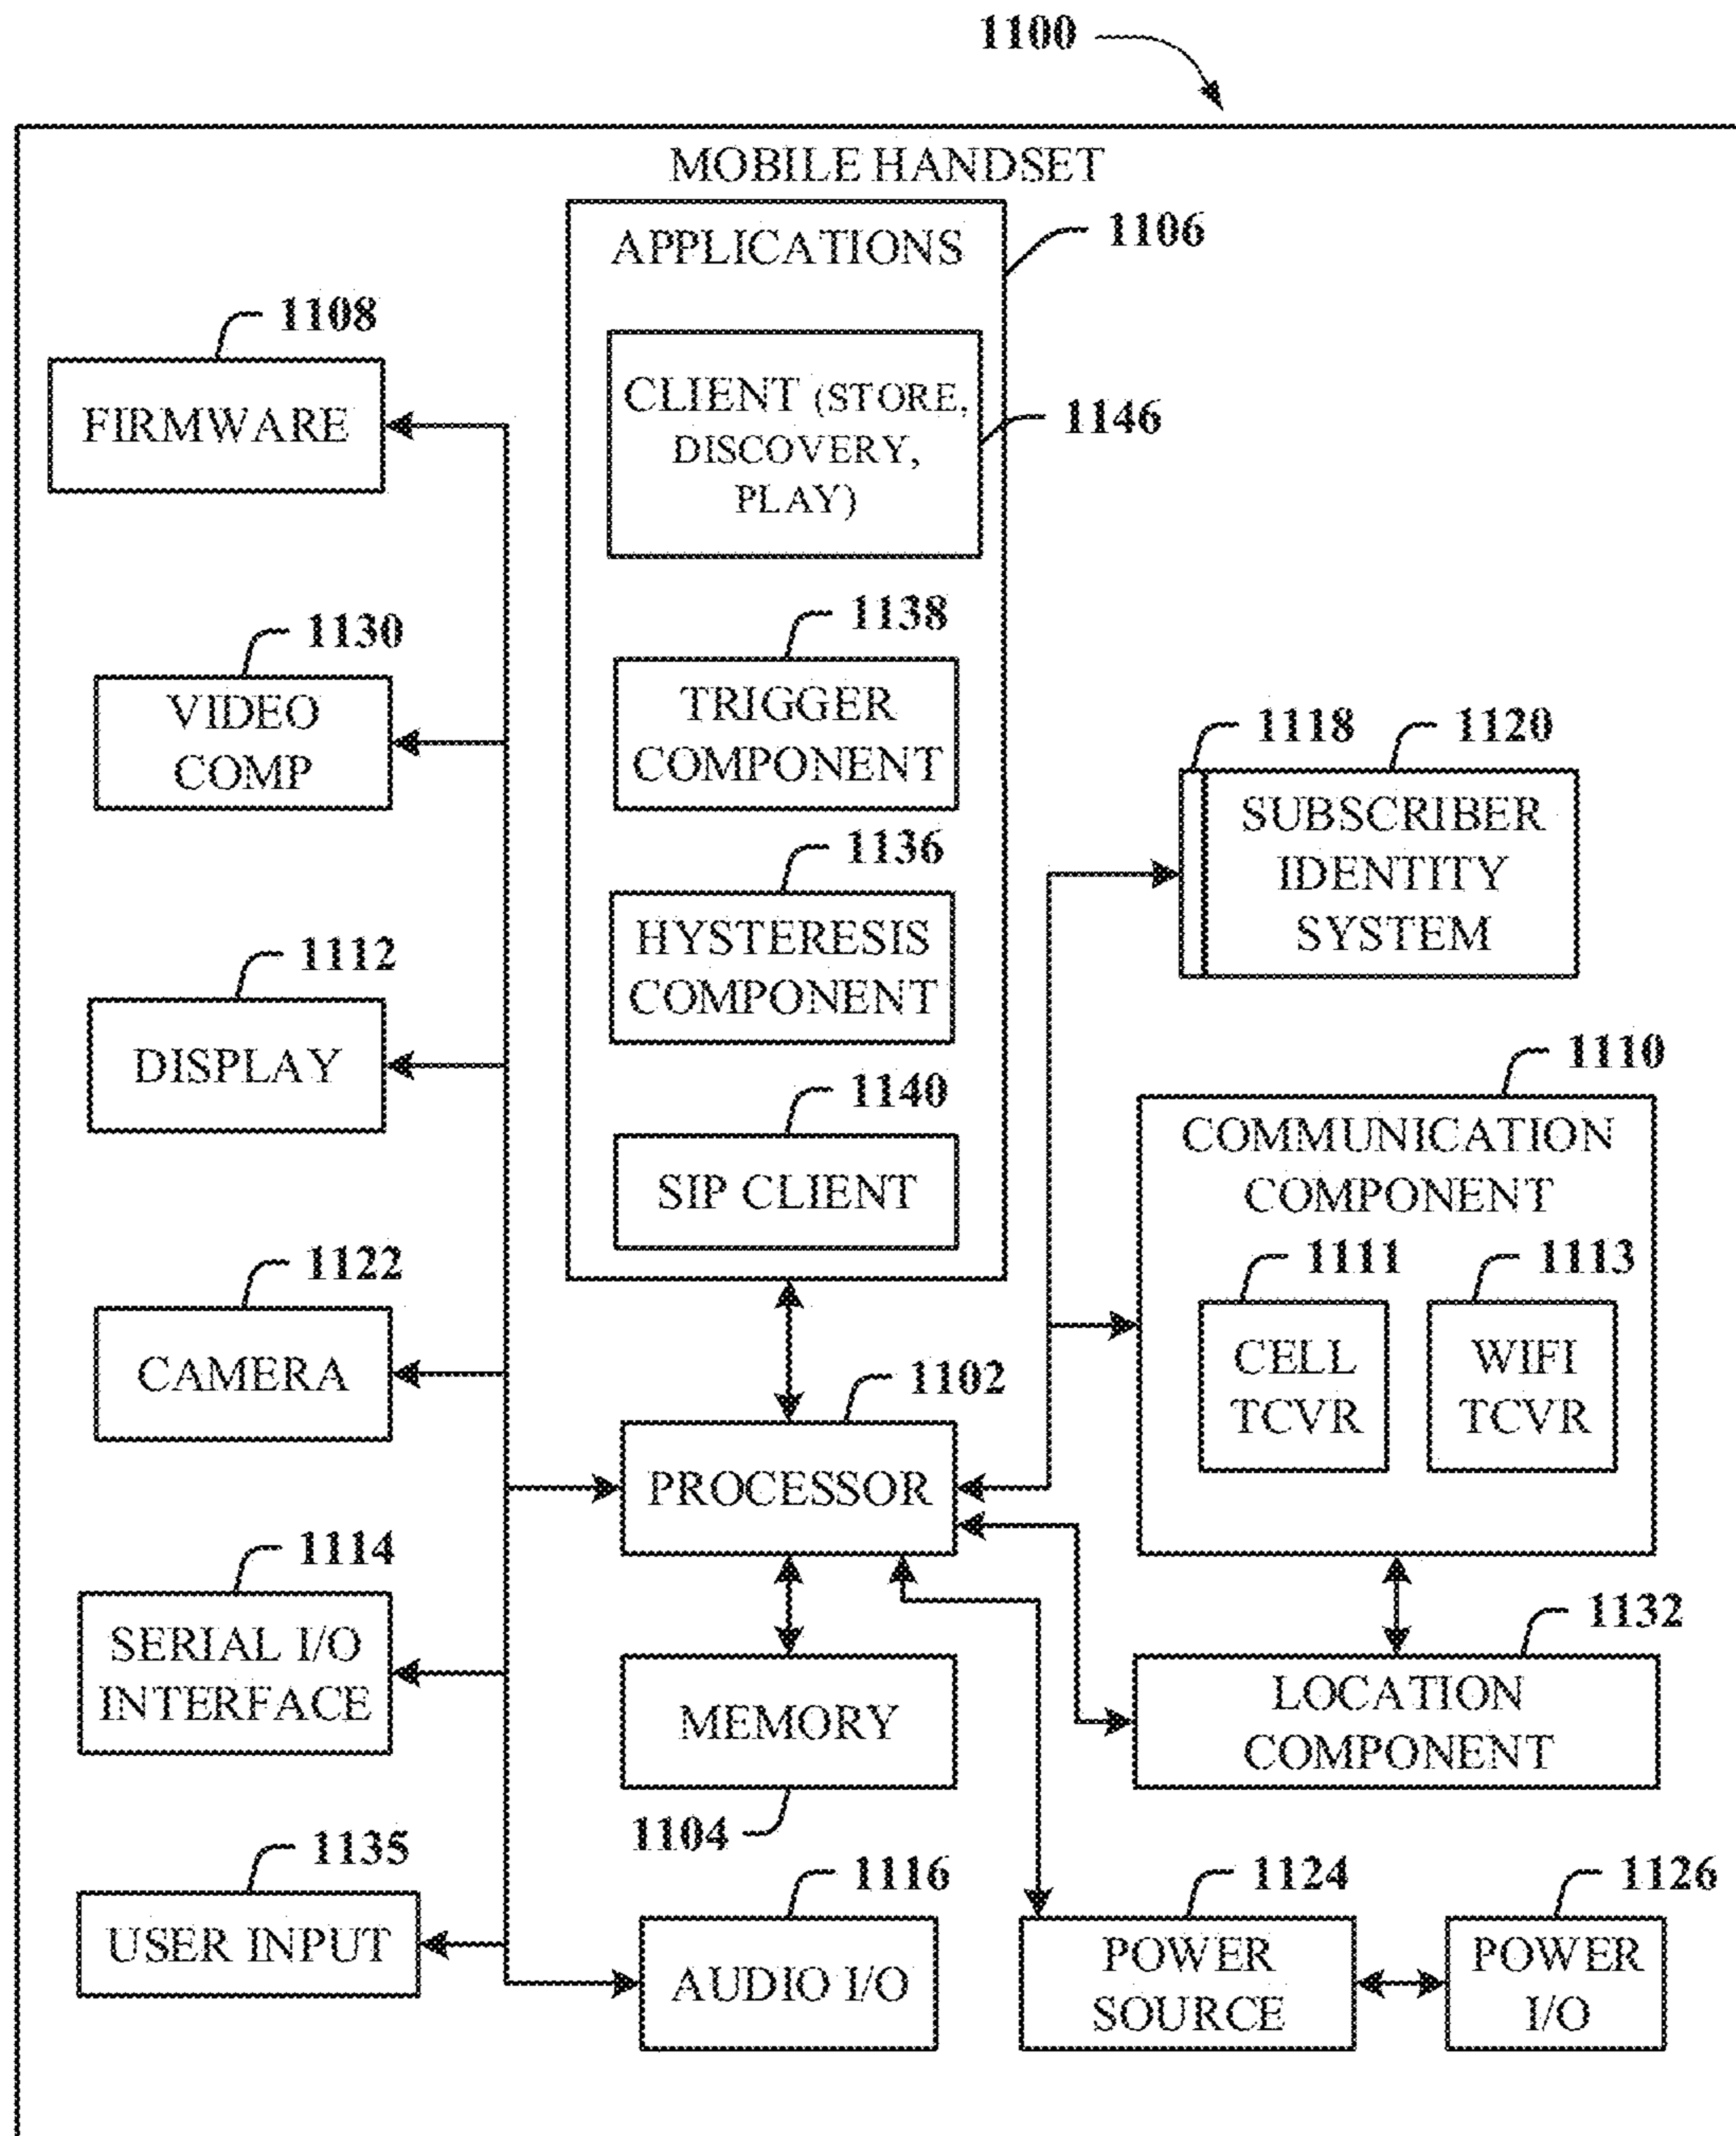 1100
MOBILE HANDSET
APPLICATIONS
1106
CLIENT (STORE,
DISCOVERY,
PLAY)
1146
1138
TRIGGER
COMPONENT
1136
HYSTERESIS
COMPONENT
1140
SIP CLIENT
1108
FIRMWARE
1130
VIDEO
COMP
1112
DISPLAY
1122
CAMERA
1114
SERIAL I/O
INTERFACE
1135
USER INPUT
1102
PROCESSOR
MEMORY
1104
1116
AUDIO I/O
1118
1120
SUBSCRIBER
IDENTITY
SYSTEM
1110
COMMUNICATION
COMPONENT
1111
CELL
TCVR
1113
WIFI
TCVR
1132
LOCATION
COMPONENT
1124
POWER
SOURCE
1126
POWER
I/O